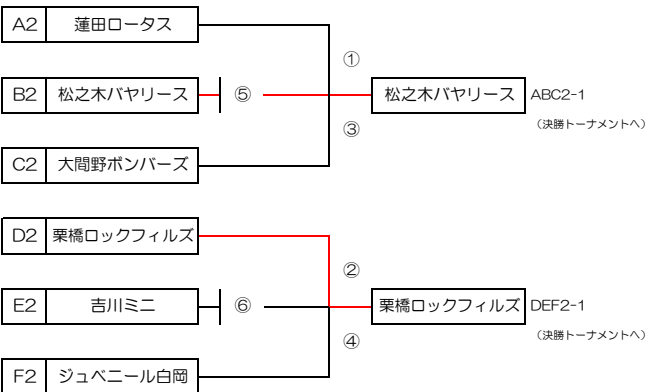 A2 蓮田ロータス
①
B2 松之木バヤリース ⑤ 松之木バヤリース ABC2-1
（決勝トーナメントへ）
③
C2 大間野ボンバーズ
D2 栗橋ロックフィルズ
②
E2 吉川ミニ ⑥ 栗橋ロックフィルズ DEF2-1
（決勝トーナメントへ）
④
F2 ジュベニール白岡